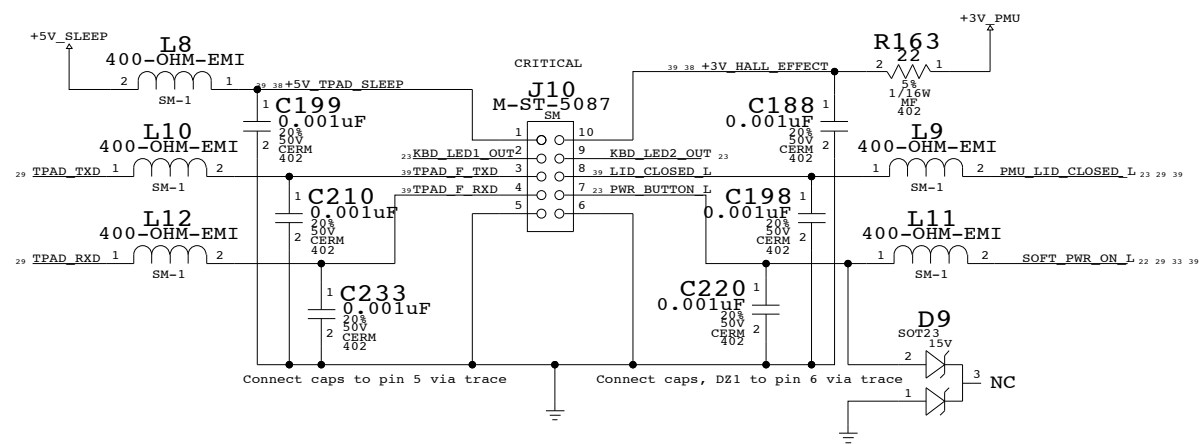 +5V_SLEEP
L8
400-OHM-EMI
2
1
SM-1
39 38 +5V_TPAD_SLEEP
C199
0.001uF
1
2
20%
50V
CERM
402
L10
400-OHM-EMI
29 TPAD_TXD 1
2
SM-1
C210
0.001uF
1
2
20%
50V
CERM
402
L12
400-OHM-EMI
29 TPAD_RXD 1
2
SM-1
C233
0.001uF
1
2
20%
50V
CERM
402
CRITICAL
J10
M-ST-5087
SM
1
10
23 KBD_LED1_OUT 2
9 KBD_LED2_OUT 23
39 TPAD_F_TXD 3
8 39 LID_CLOSED_L
39 TPAD_F_RXD 4
7 23 PWR_BUTTON_L
5
6
39 38 +3V_HALL_EFFECT
+3V_PMU
R163
22
2
1
5%
1/16W
MF
402
C188
0.001uF
1
2
20%
50V
CERM
402
L9
400-OHM-EMI
1
2
SM-1
PMU_LID_CLOSED_L 23 29 39
C198
0.001uF
1
2
20%
50V
CERM
402
L11
400-OHM-EMI
1
2
SM-1
SOFT_PWR_ON_L 22 29 33 39
C220
0.001uF
1
2
20%
50V
CERM
402
D9
SOT23
15V
2
1
3
NC
Connect caps to pin 5 via trace
Connect caps, DZ1 to pin 6 via trace